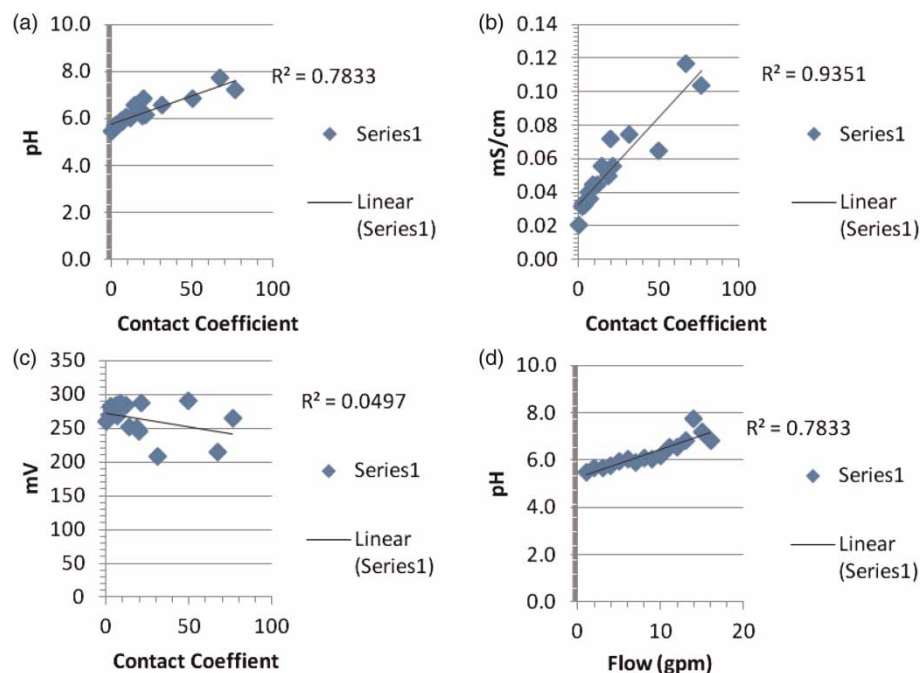 (a)
10.0
8.0
6.0
4.0
2.0
0.0
pH
0 50 100
Contact Coefficient
R² = 0.7833
Series1
Linear
(Series1)
(b)
0.14
0.12
0.10
0.08
0.06
0.04
0.02
0.00
mS/cm
0 50 100
Contact Coefficient
R² = 0.9351
Series1
Linear
(Series1)
(c)
350
300
250
200
150
100
50
0
mV
0 50 100
Contact Coeffient
R² = 0.0497
Series1
Linear
(Series1)
(d)
10.0
8.0
6.0
4.0
2.0
0.0
pH
0 10 20
Flow (gpm)
R² = 0.7833
Series1
Linear
(Series1)